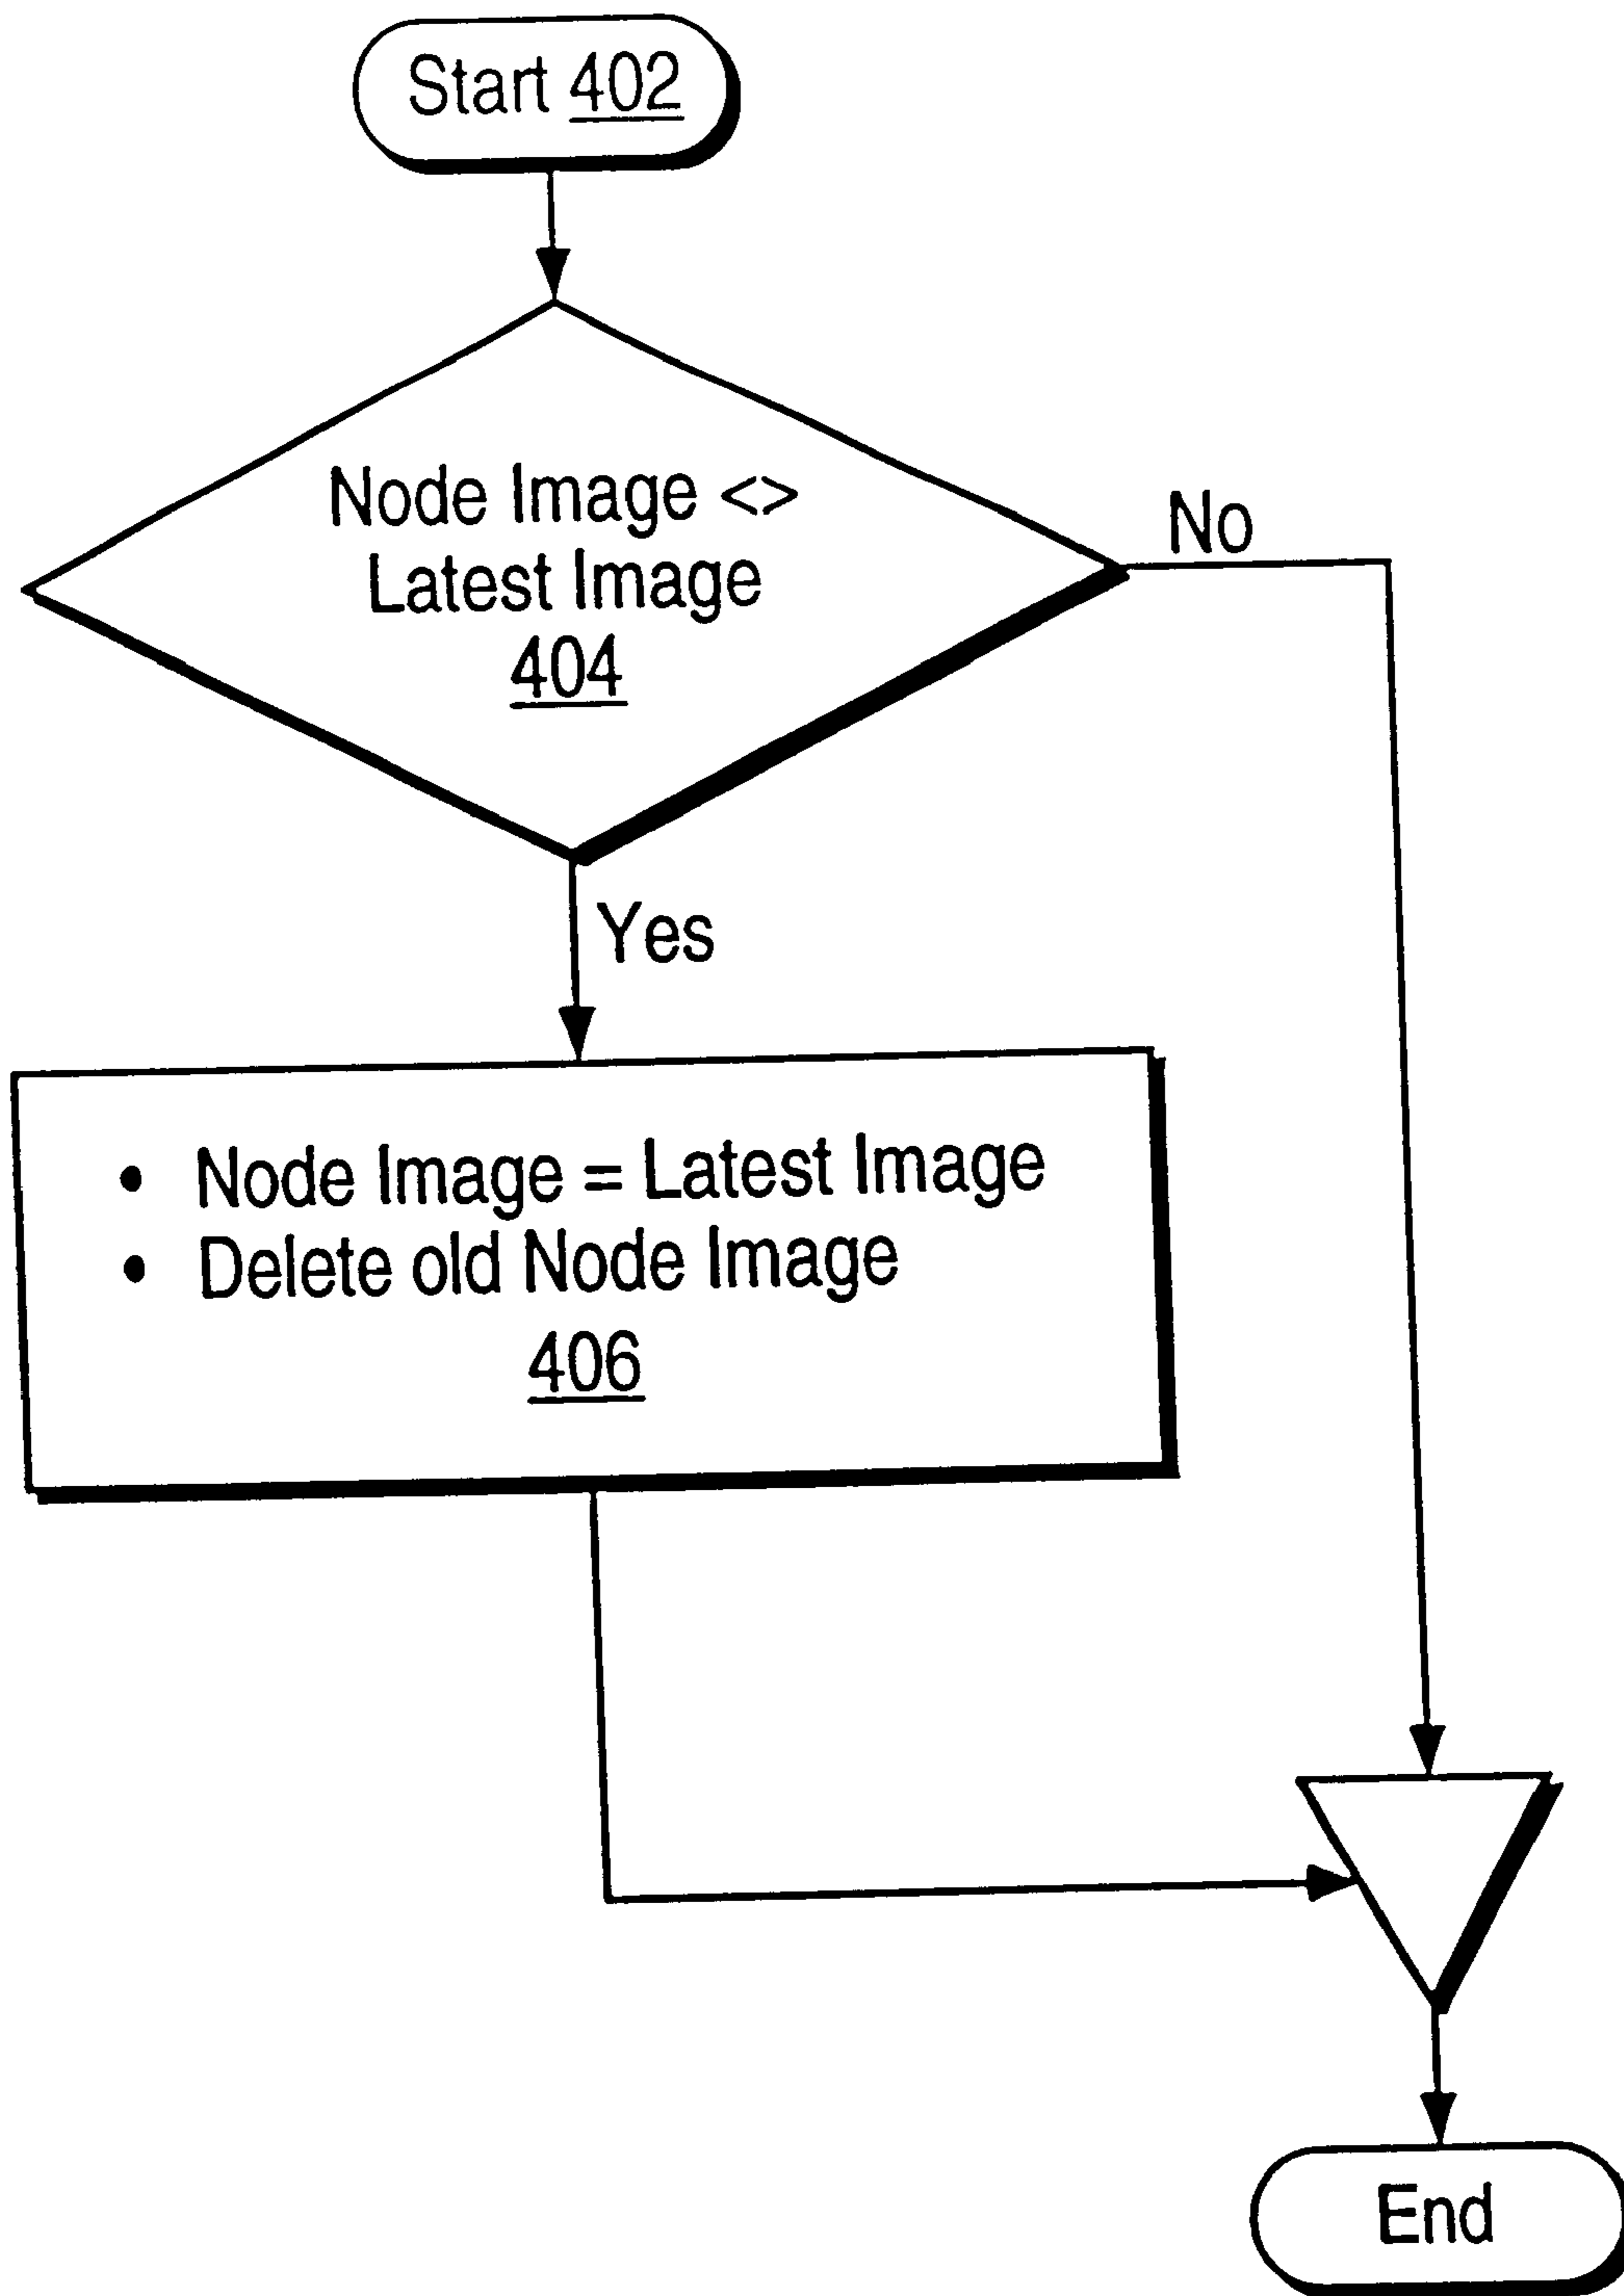 Start 402
Node Image <>
Latest Image
404
No
Yes
• Node Image = Latest Image
• Delete old Node Image
406
End